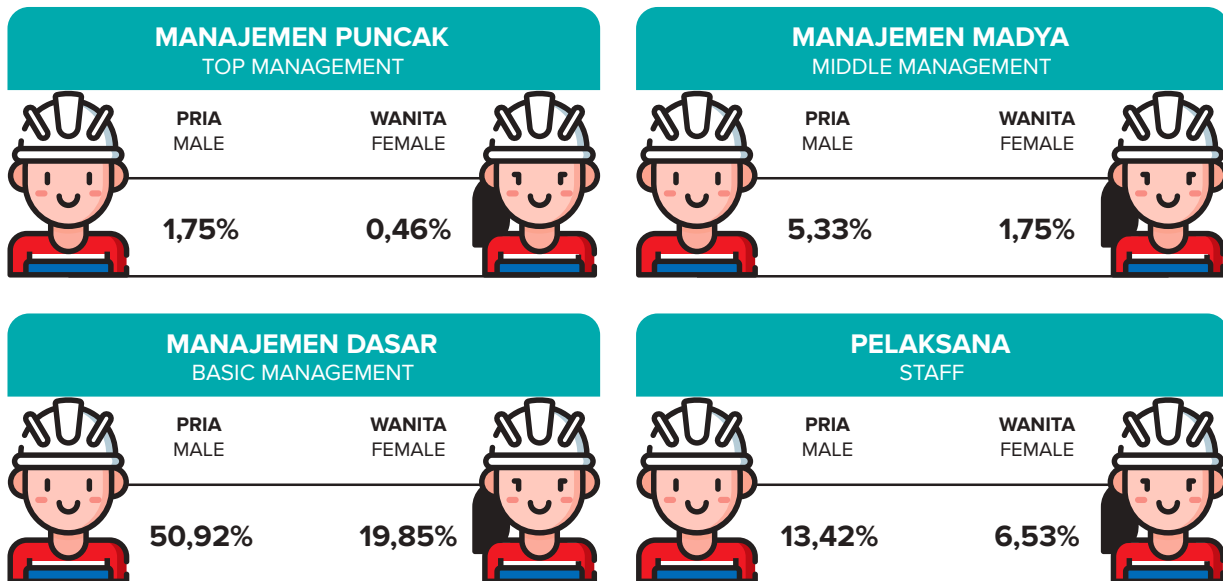 MANAJEMEN PUNCAK
TOP MANAGEMENT
PRIA
MALE
WANITA
FEMALE
1,75%
0,46%
MANAJEMEN MADYA
MIDDLE MANAGEMENT
PRIA
MALE
WANITA
FEMALE
5,33%
1,75%
MANAJEMEN DASAR
BASIC MANAGEMENT
PRIA
MALE
WANITA
FEMALE
50,92%
19,85%
PELAKSANA
STAFF
PRIA
MALE
WANITA
FEMALE
13,42%
6,53%